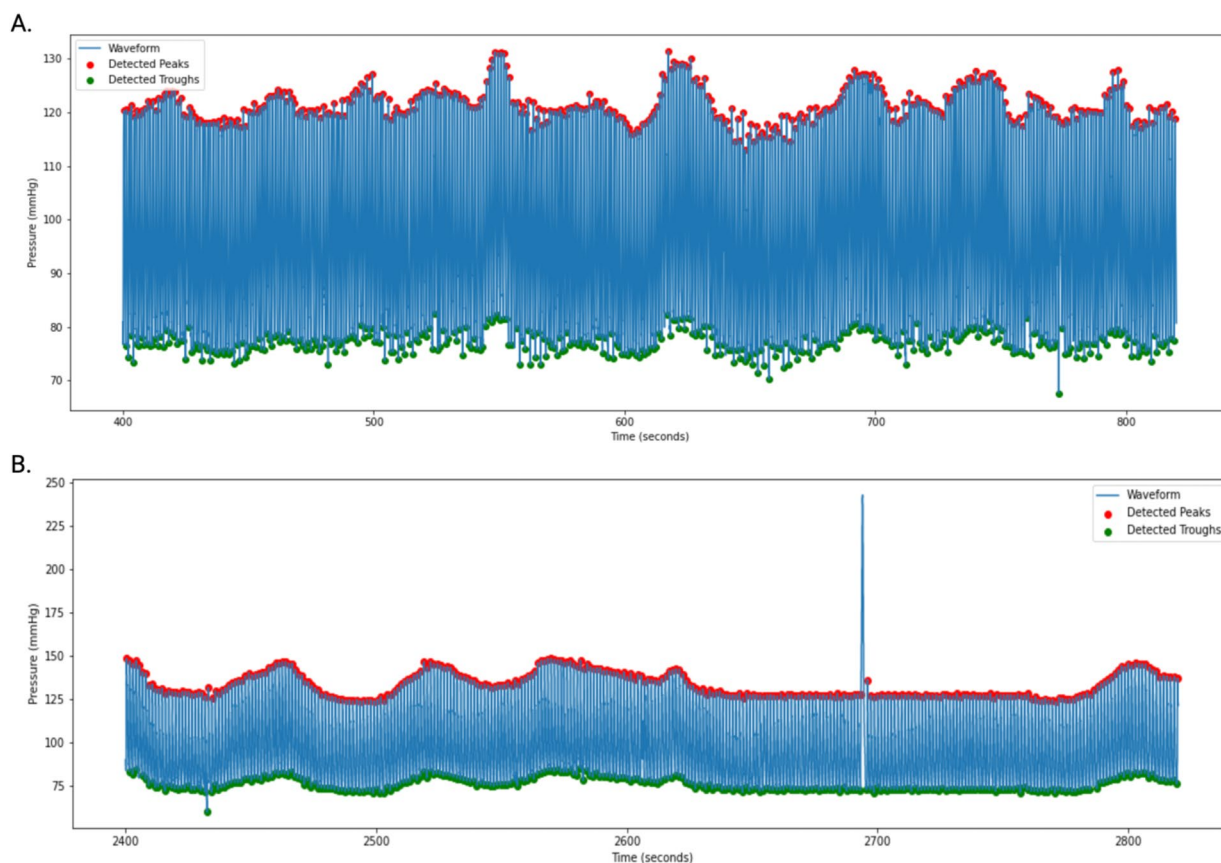 A.
Waveform
Detected Peaks
Detected Troughs
130
120
110
100
90
80
70
Pressure (mmHg)
400
500
600
700
800
Time (seconds)
B.
Waveform
Detected Peaks
Detected Troughs
250
225
200
175
150
125
100
75
Pressure (mmHg)
2400
2500
2600
2700
2800
Time (seconds)